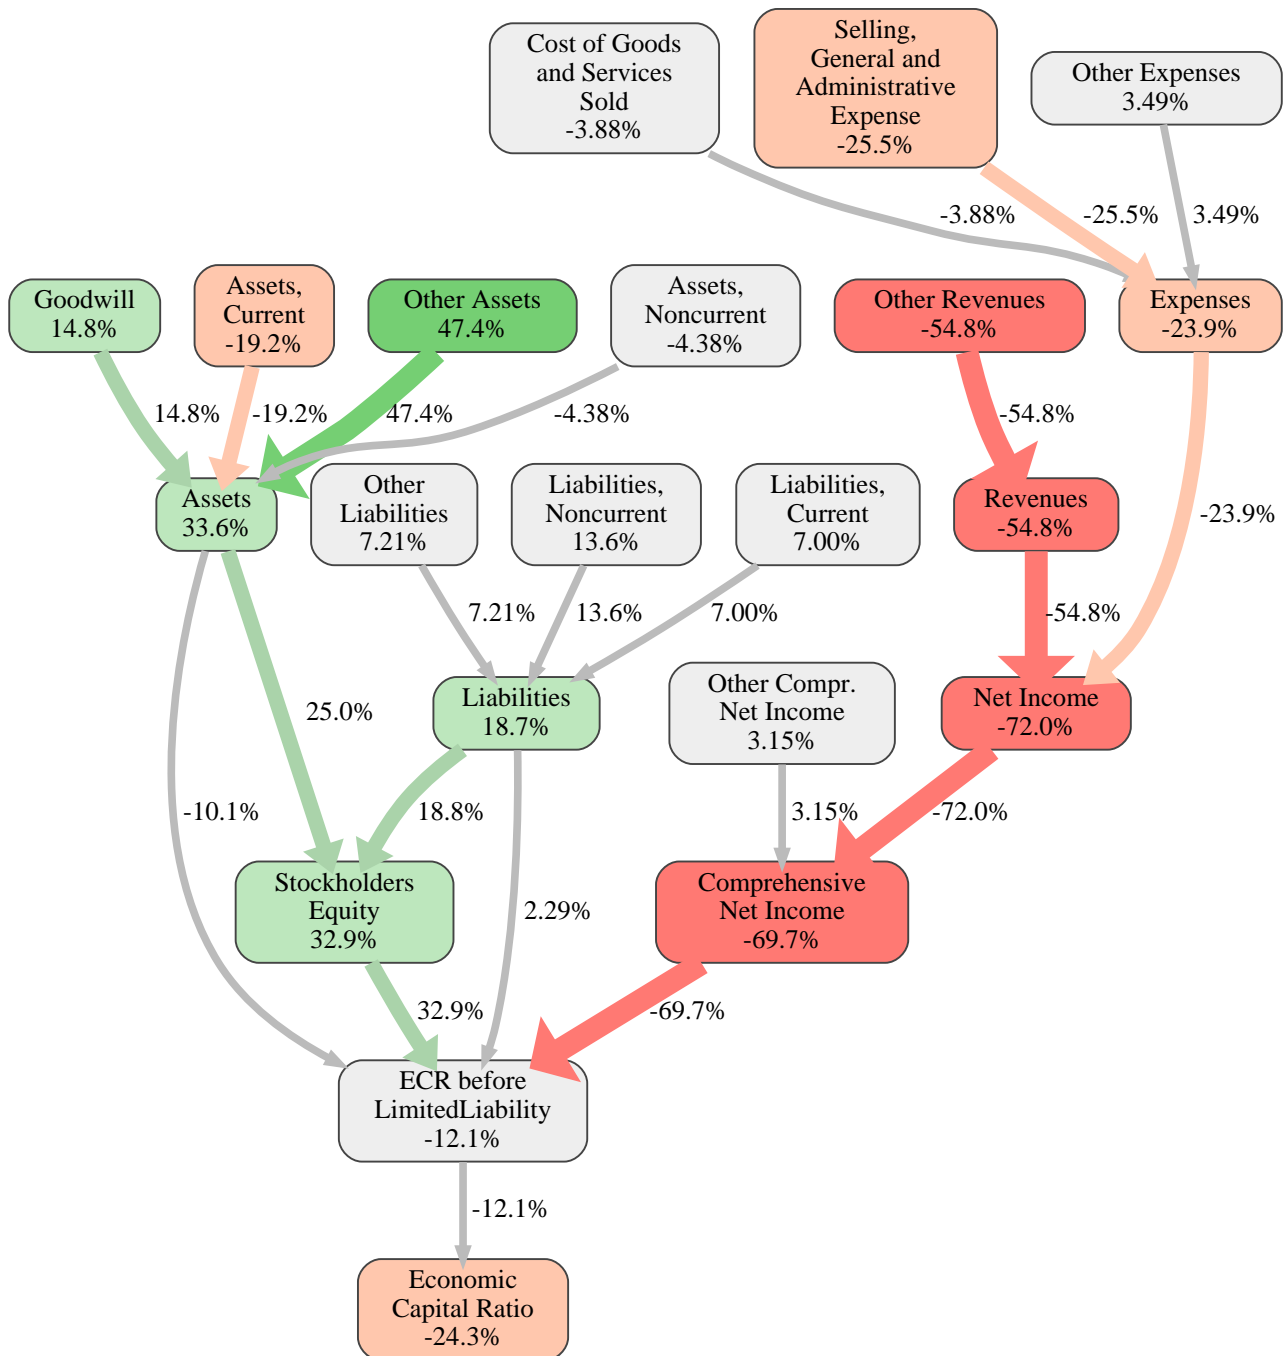 Cost of Goods
and Services
Sold
-3.88%
Selling,
General and
Administrative
Expense
-25.5%
Other Expenses
3.49%
-3.88%
-25.5%
3.49%
Goodwill
14.8%
Assets,
Current
-19.2%
Other Assets
47.4%
Assets,
Noncurrent
-4.38%
Other Revenues
-54.8%
Expenses
-23.9%
14.8%
-19.2%
47.4%
-4.38%
-54.8%
Assets
33.6%
Other
Liabilities
7.21%
Liabilities,
Noncurrent
13.6%
Liabilities,
Current
7.00%
Revenues
-54.8%
-23.9%
7.21%
13.6%
7.00%
-54.8%
25.0%
Liabilities
18.7%
Other Compr.
Net Income
3.15%
Net Income
-72.0%
-10.1%
18.8%
3.15%
-72.0%
Stockholders
Equity
32.9%
2.29%
Comprehensive
Net Income
-69.7%
32.9%
-69.7%
ECR before
LimitedLiability
-12.1%
-12.1%
Economic
Capital Ratio
-24.3%